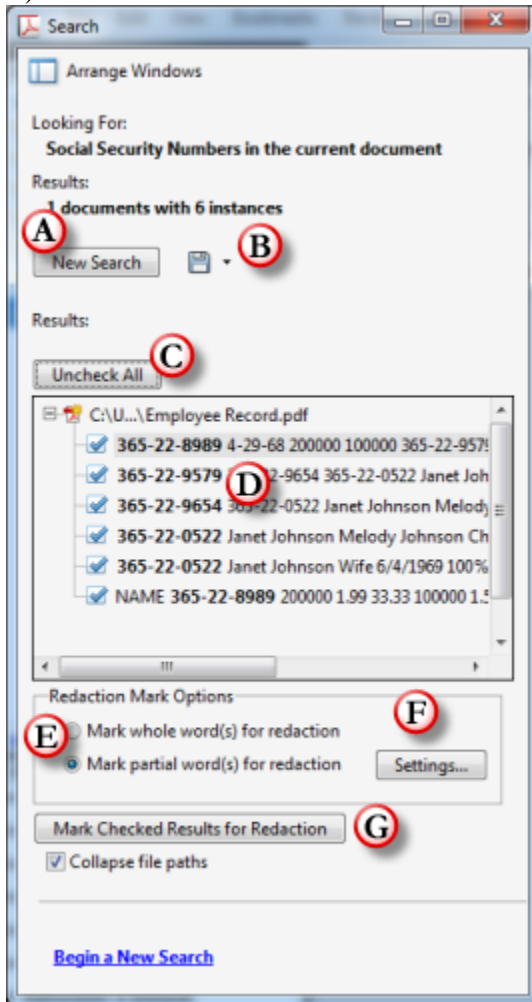 Search
Arrange Windows
Looking For:
Social Security Numbers in the current document
Results:
1 documents with 6 instances
A
B
New Search
Results:
C
Uncheck All
C:\U...\Employee Record.pdf
365-22-8989 4-29-68 200000 100000 365-22-9579
365-22-9579 -9654 365-22-0522 Janet Joh
D
365-22-9654 365-22-0522 Janet Johnson Melody
365-22-0522 Janet Johnson Melody Johnson Ch
365-22-0522 Janet Johnson Wife 6/4/1969 100%
NAME 365-22-8989 200000 1.99 33.33 100000 1.5
Redaction Mark Options
E
F
Mark whole word(s) for redaction
Mark partial word(s) for redaction
Settings...
Mark Checked Results for Redaction
G
Collapse file paths
Begin a New Search